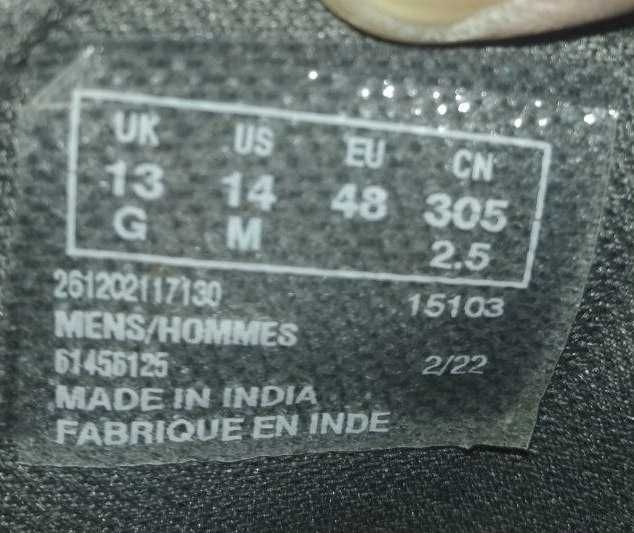 UK US EU CN
13 14 48 305
G M 2.5
261202117130 15103
MENS/HOMMES
61456125 2/22
MADE IN INDIA
FABRIQUE EN INDE